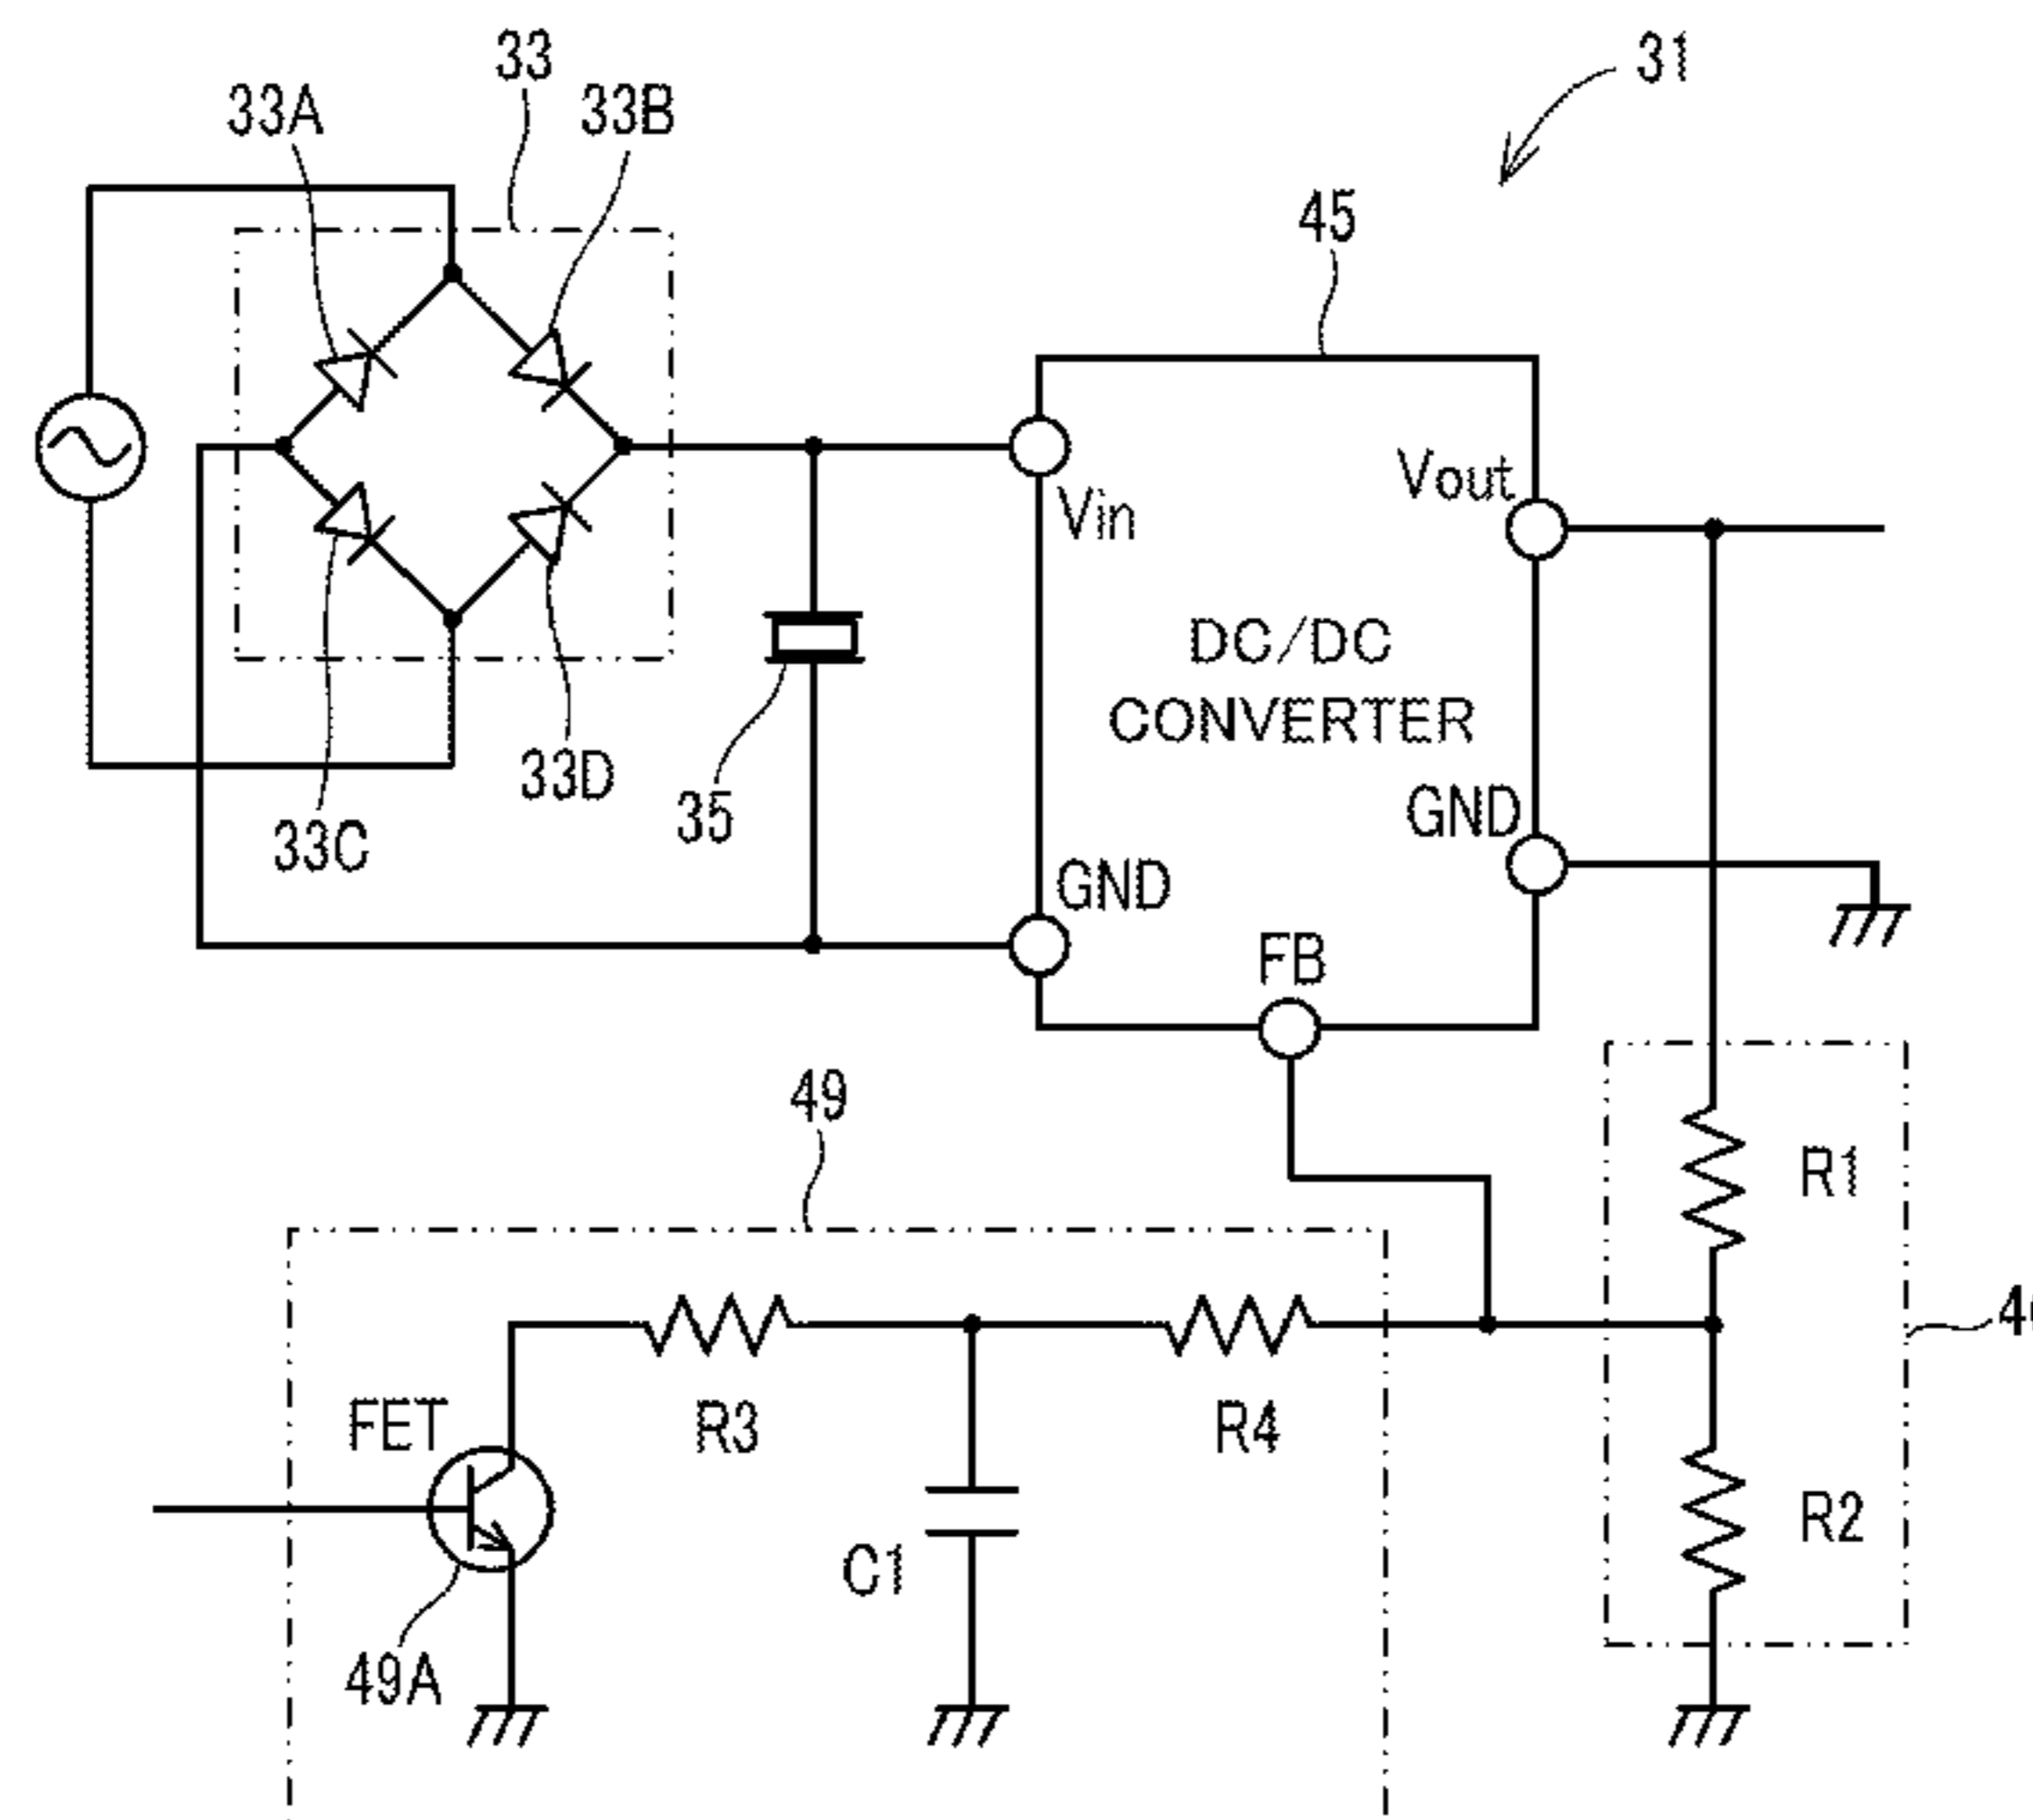 33
31
33A
33B
45
Vin
Vout
DC/DC
CONVERTER
33D
35
33C
GND
GND
FB
49
R1
FET
R3
R4
R2
C1
49A